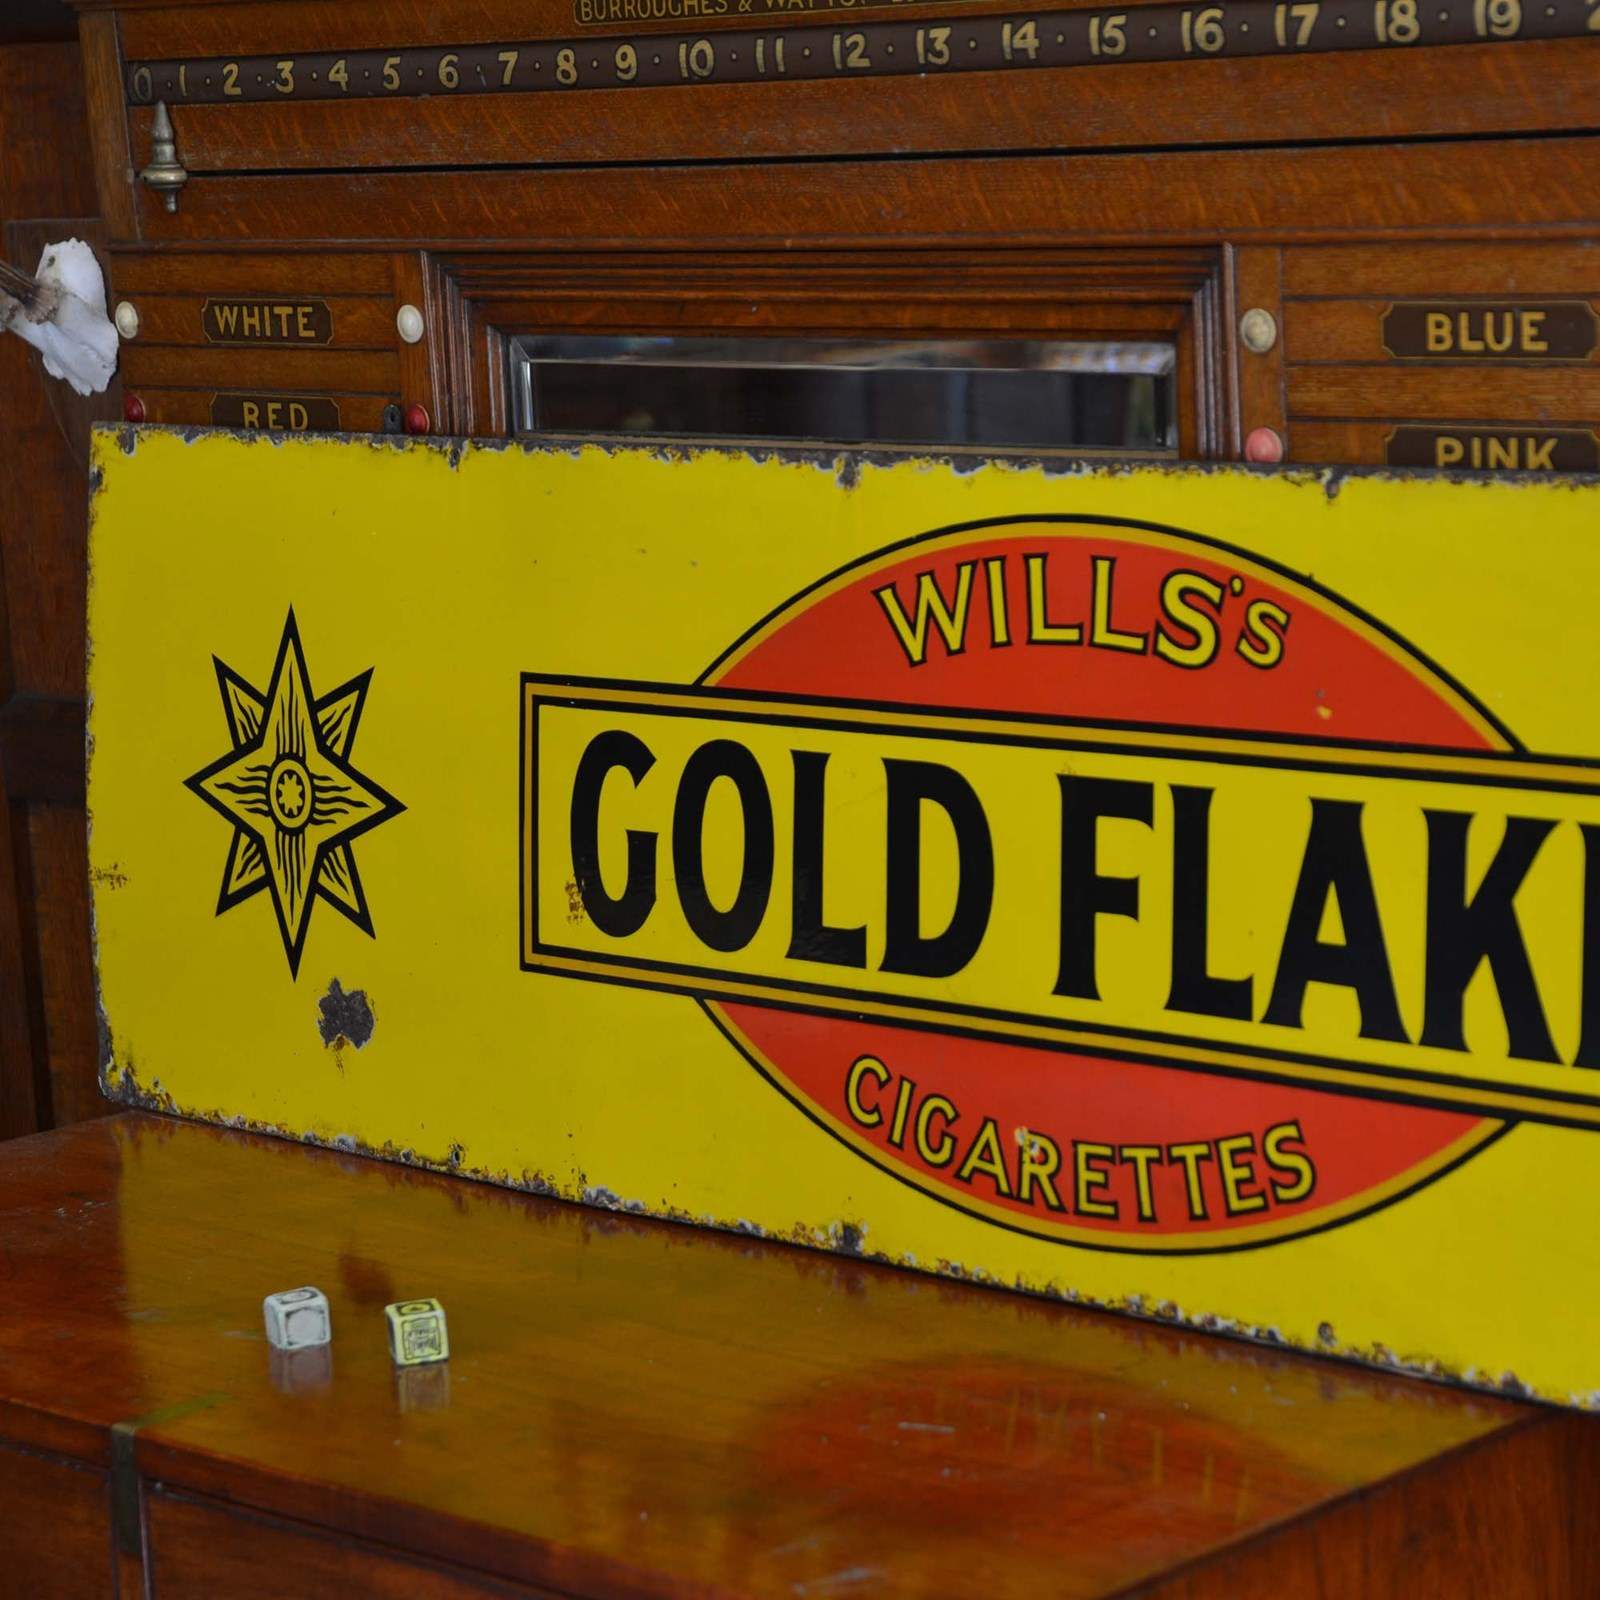 BURROUGHES &
0 · 1 · 2 · 3 · 4 · 5 · 6 · 7 · 8 · 9 · 10 · 11 · 12 · 13 · 14 · 15 · 16 · 17 · 18 · 19
WHITE
BLUE
RED
PINK
WILLS's
GOLD FLAK
CIGARETTES